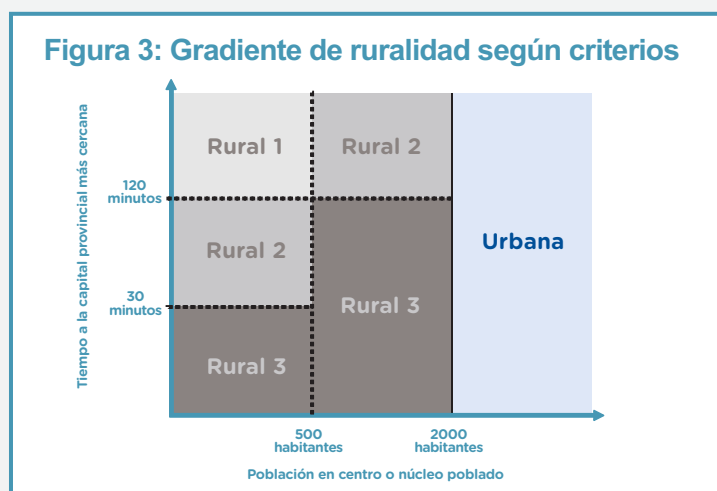 Figura 3: Gradiente de ruralidad según criterios
Tiempo a la capital provincial más cercana
Rural 1
Rural 2
120
minutos
Rural 2
Urbana
30
minutos
Rural 3
Rural 3
500
habitantes
2000
habitantes
Población en centro o núcleo poblado